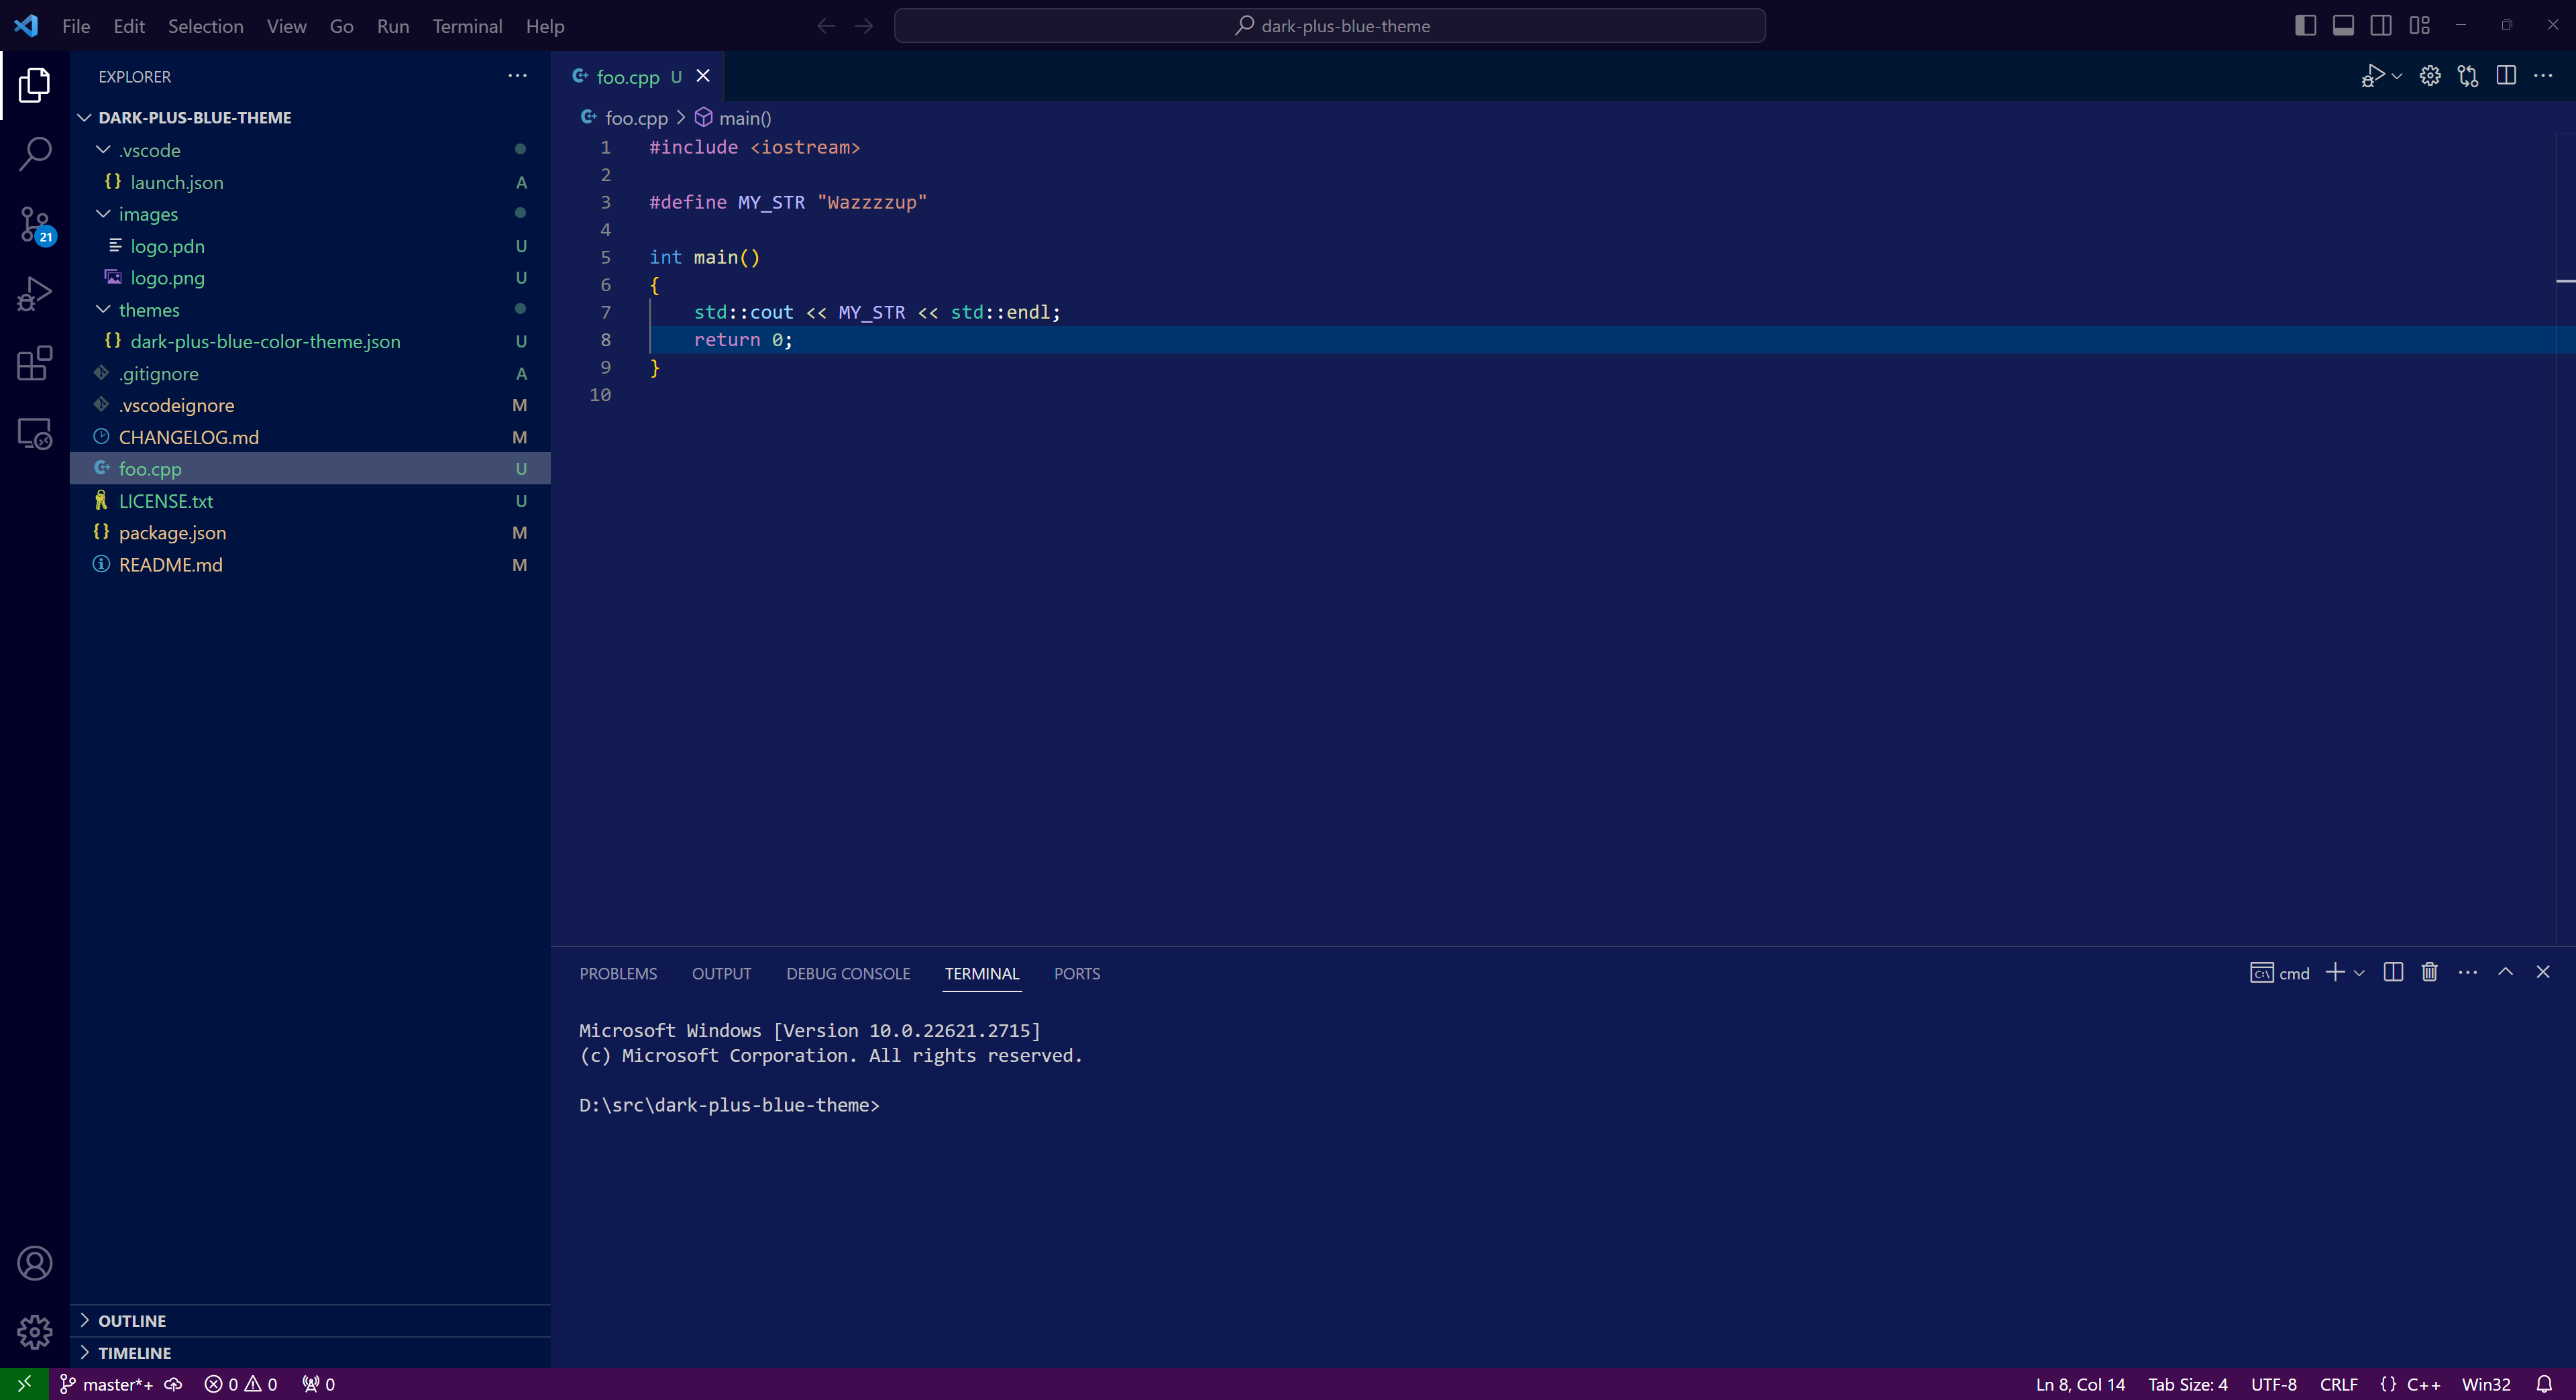 File Edit Selection View Go Run Terminal Help
dark-plus-blue-theme
EXPLORER
DARK-PLUS-BLUE-THEME
.vscode
{} launch.json A
images
logo.pdn U
logo.png U
themes
{} dark-plus-blue-color-theme.json U
.gitignore A
.vscodeignore M
CHANGELOG.md M
foo.cpp U
LICENSE.txt U
{} package.json M
README.md M
21
OUTLINE
TIMELINE
foo.cpp U
foo.cpp > main()
1 #include <iostream>
2
3 #define MY_STR "Wazzzzup"
4
5 int main()
6 {
7 std::cout << MY_STR << std::endl;
8 return 0;
9 }
10
PROBLEMS OUTPUT DEBUG CONSOLE TERMINAL PORTS
cmd
Microsoft Windows [Version 10.0.22621.2715]
(c) Microsoft Corporation. All rights reserved.
D:\src\dark-plus-blue-theme>
master*+ 0 0 0 Ln 8, Col 14 Tab Size: 4 UTF-8 CRLF {} C++ Win32